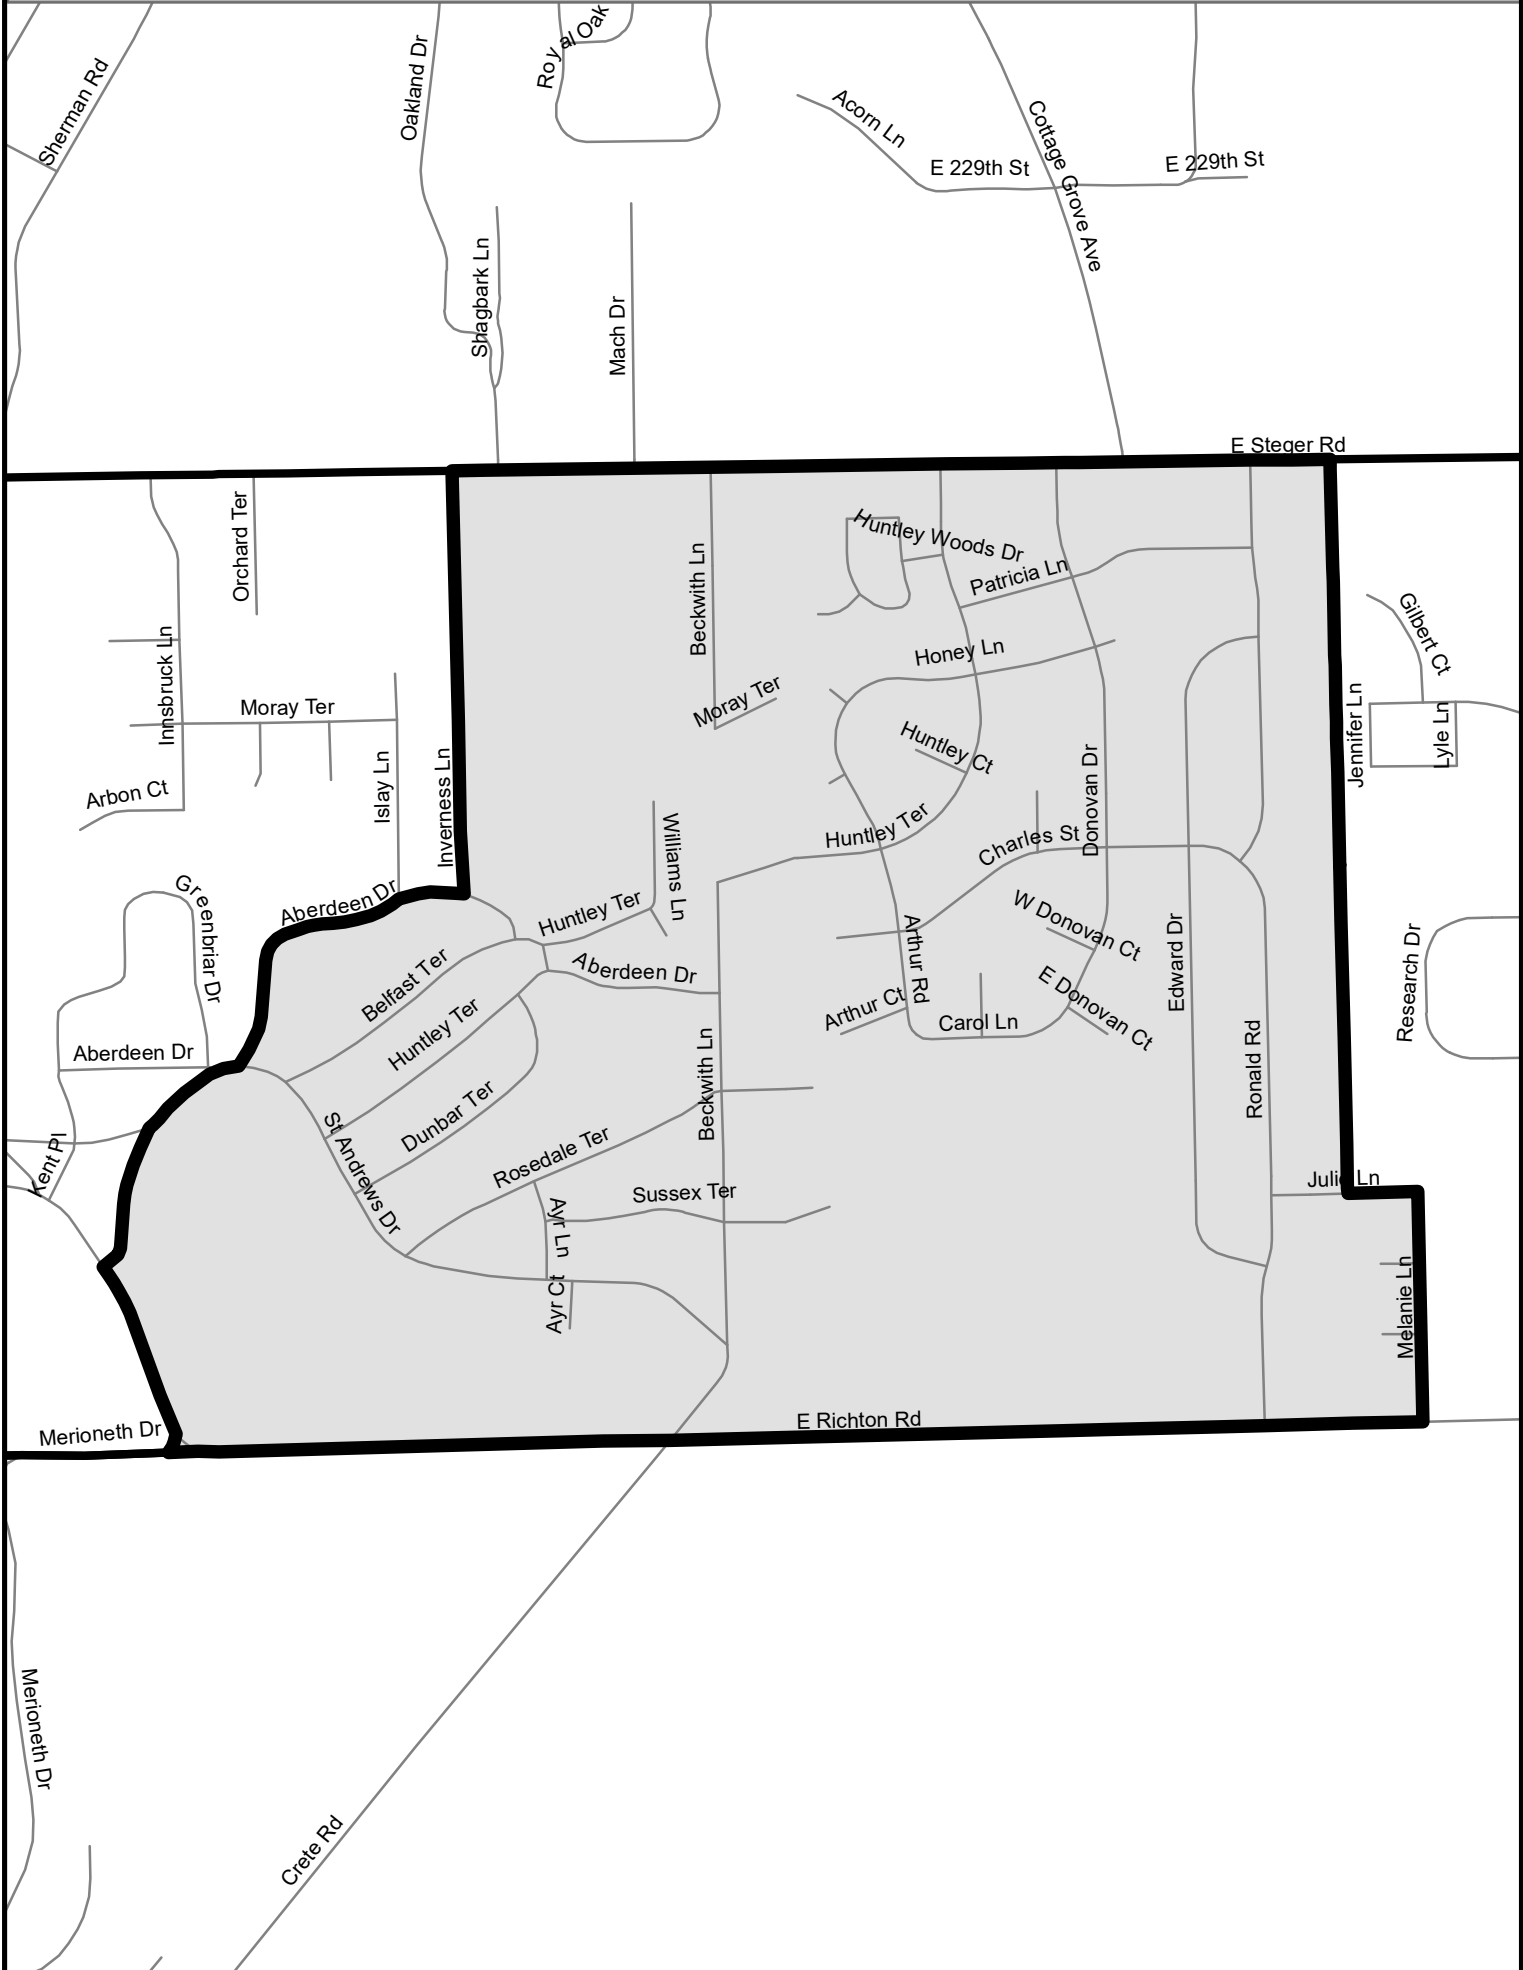 Royal Oak
Oakland Dr
Sherman Rd
Acorn Ln
Cottage Grove Ave
E 229th St
E 229th St
Shagbark Ln
Mach Dr
E Steger Rd
Orchard Ter
Huntley Woods Dr
Beckwith Ln
Patricia Ln
Gilbert Ct
Innsbruck Ln
Honey Ln
Moray Ter
Moray Ter
Jennifer Ln
Lyle Ln
Huntley Ct
Donovan Dr
Islay Ln
Inverness Ln
Arbon Ct
Huntley Ter
Charles St
Williams Ln
Greenbriar Dr
Aberdeen Dr
Huntley Ter
W Donovan Ct
Arthur Rd
Edward Dr
Research Dr
Belfast Ter
Aberdeen Dr
E Donovan Ct
Arthur Ct
Carol Ln
Huntley Ter
Aberdeen Dr
Beckwith Ln
Ronald Rd
Dunbar Ter
St Andrews Dr
Kent Pl
Rosedale Ter
Sussex Ter
Julie Ln
Ayr Ln
Ayr Ct
Melanie Ln
Merioneth Dr
E Richton Rd
Merioneth Dr
Crete Rd